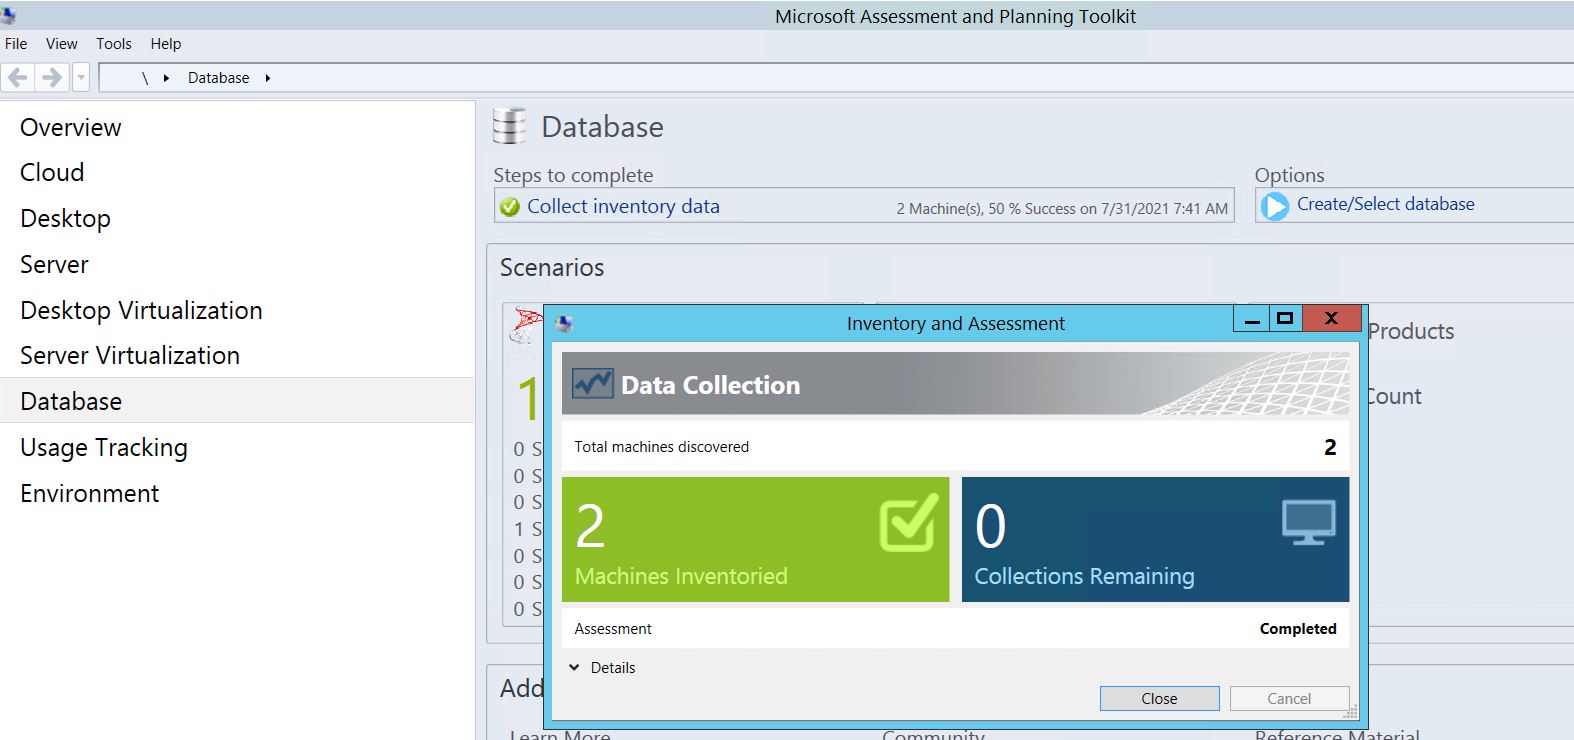 Microsoft Assessment and Planning Toolkit
File View Tools Help
\ Database
Overview
Cloud
Desktop
Server
Desktop Virtualization
Server Virtualization
Database
Usage Tracking
Environment
Database
Steps to complete
Collect inventory data 2 Machine(s), 50 % Success on 7/31/2021 7:41 AM
Options
Create/Select database
Scenarios
Products
Count
1
0 S
0 S
0 S
1 S
0 S
0 S
0 S
Inventory and Assessment
Data Collection
Total machines discovered 2
2
Machines Inventoried
0
Collections Remaining
Assessment Completed
Details
Close Cancel
Add
Learn More Community Reference Material